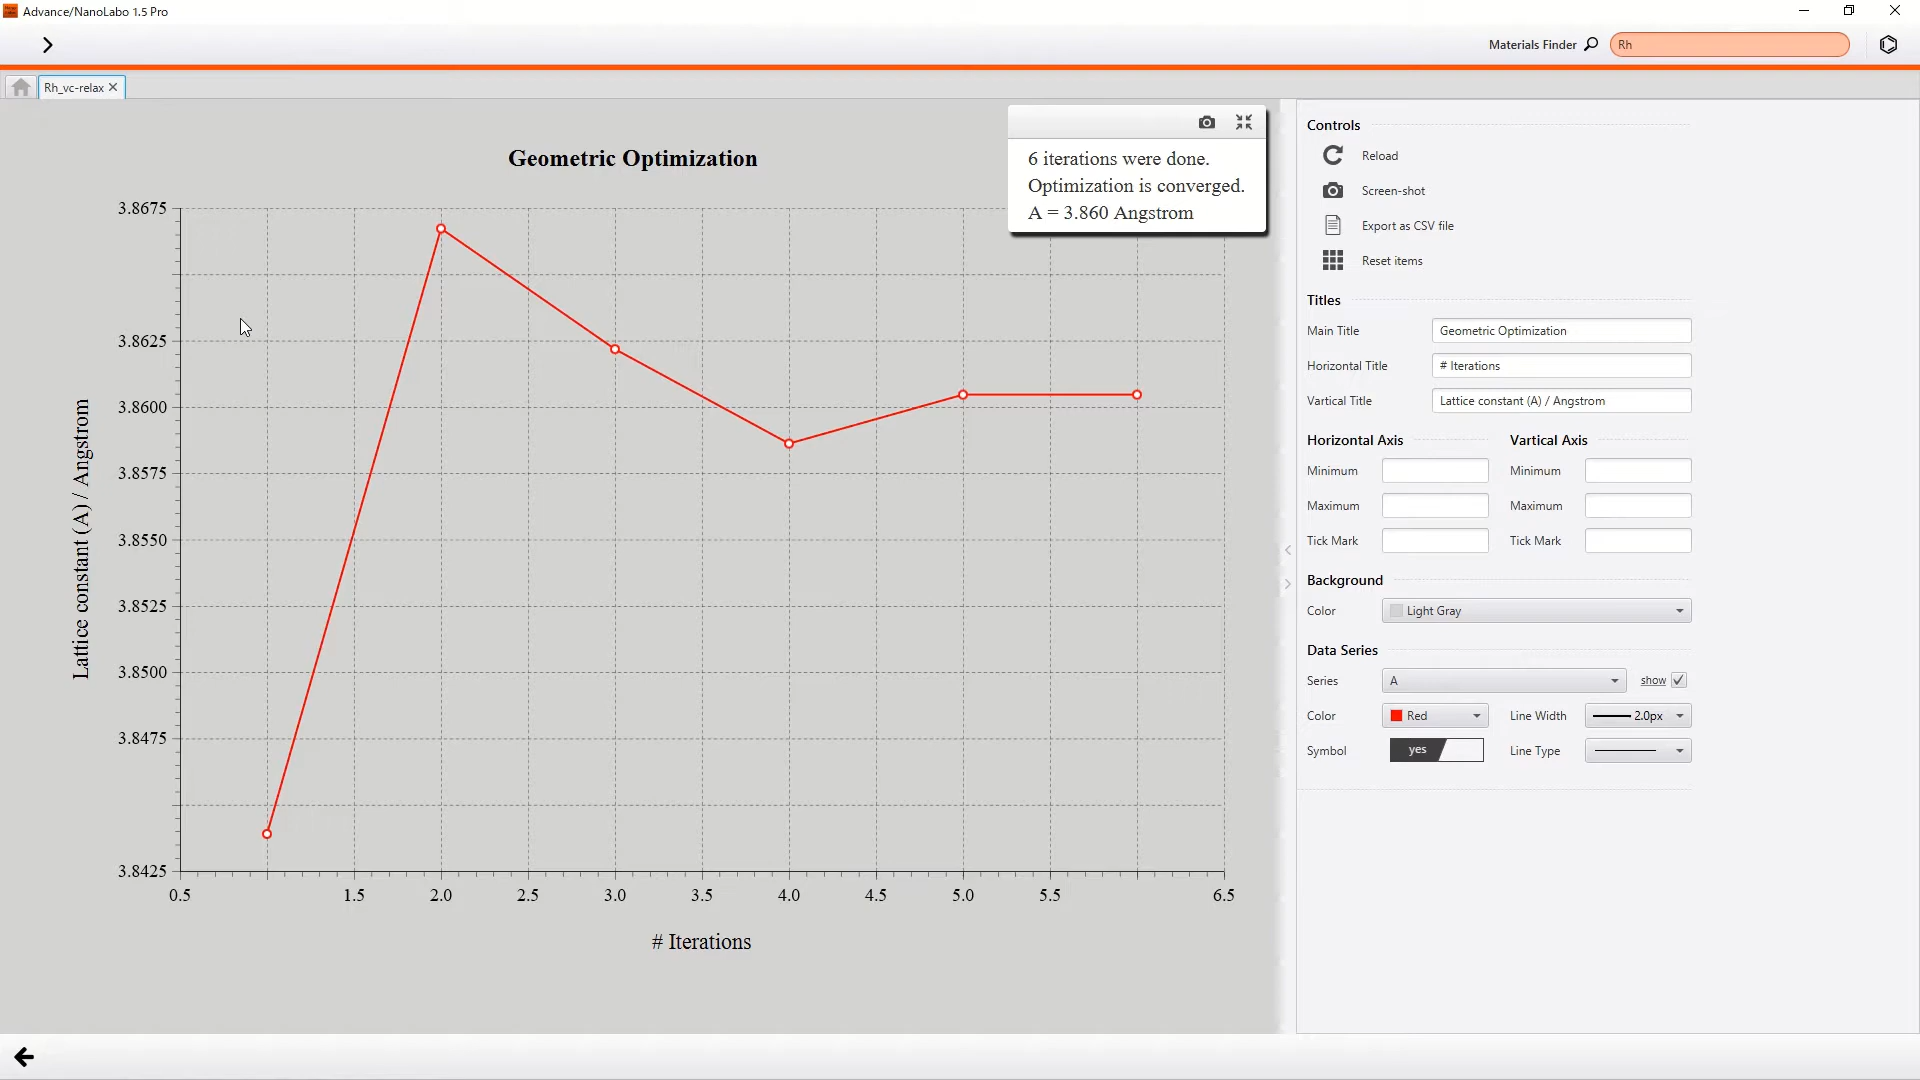 Advance/NanoLabo 1.5 Pro
Materials Finder
Rh
Rh_vc-relax
Geometric Optimization
6 iterations were done.
Optimization is converged.
A = 3.860 Angstrom
3.8675
3.8625
3.8600
3.8575
3.8550
3.8525
3.8500
3.8475
3.8425
Lattice constant (A) / Angstrom
0.5
1.5
2.0
2.5
3.0
3.5
4.0
4.5
5.0
5.5
6.5
# Iterations
Controls
Reload
Screen-shot
Export as CSV file
Reset items
Titles
Main Title
Geometric Optimization
Horizontal Title
# Iterations
Vartical Title
Lattice constant (A) / Angstrom
Horizontal Axis
Vartical Axis
Minimum
Minimum
Maximum
Maximum
Tick Mark
Tick Mark
Background
Color
Light Gray
Data Series
Series
A
show
Color
Red
Line Width
2.0px
Symbol
yes
Line Type